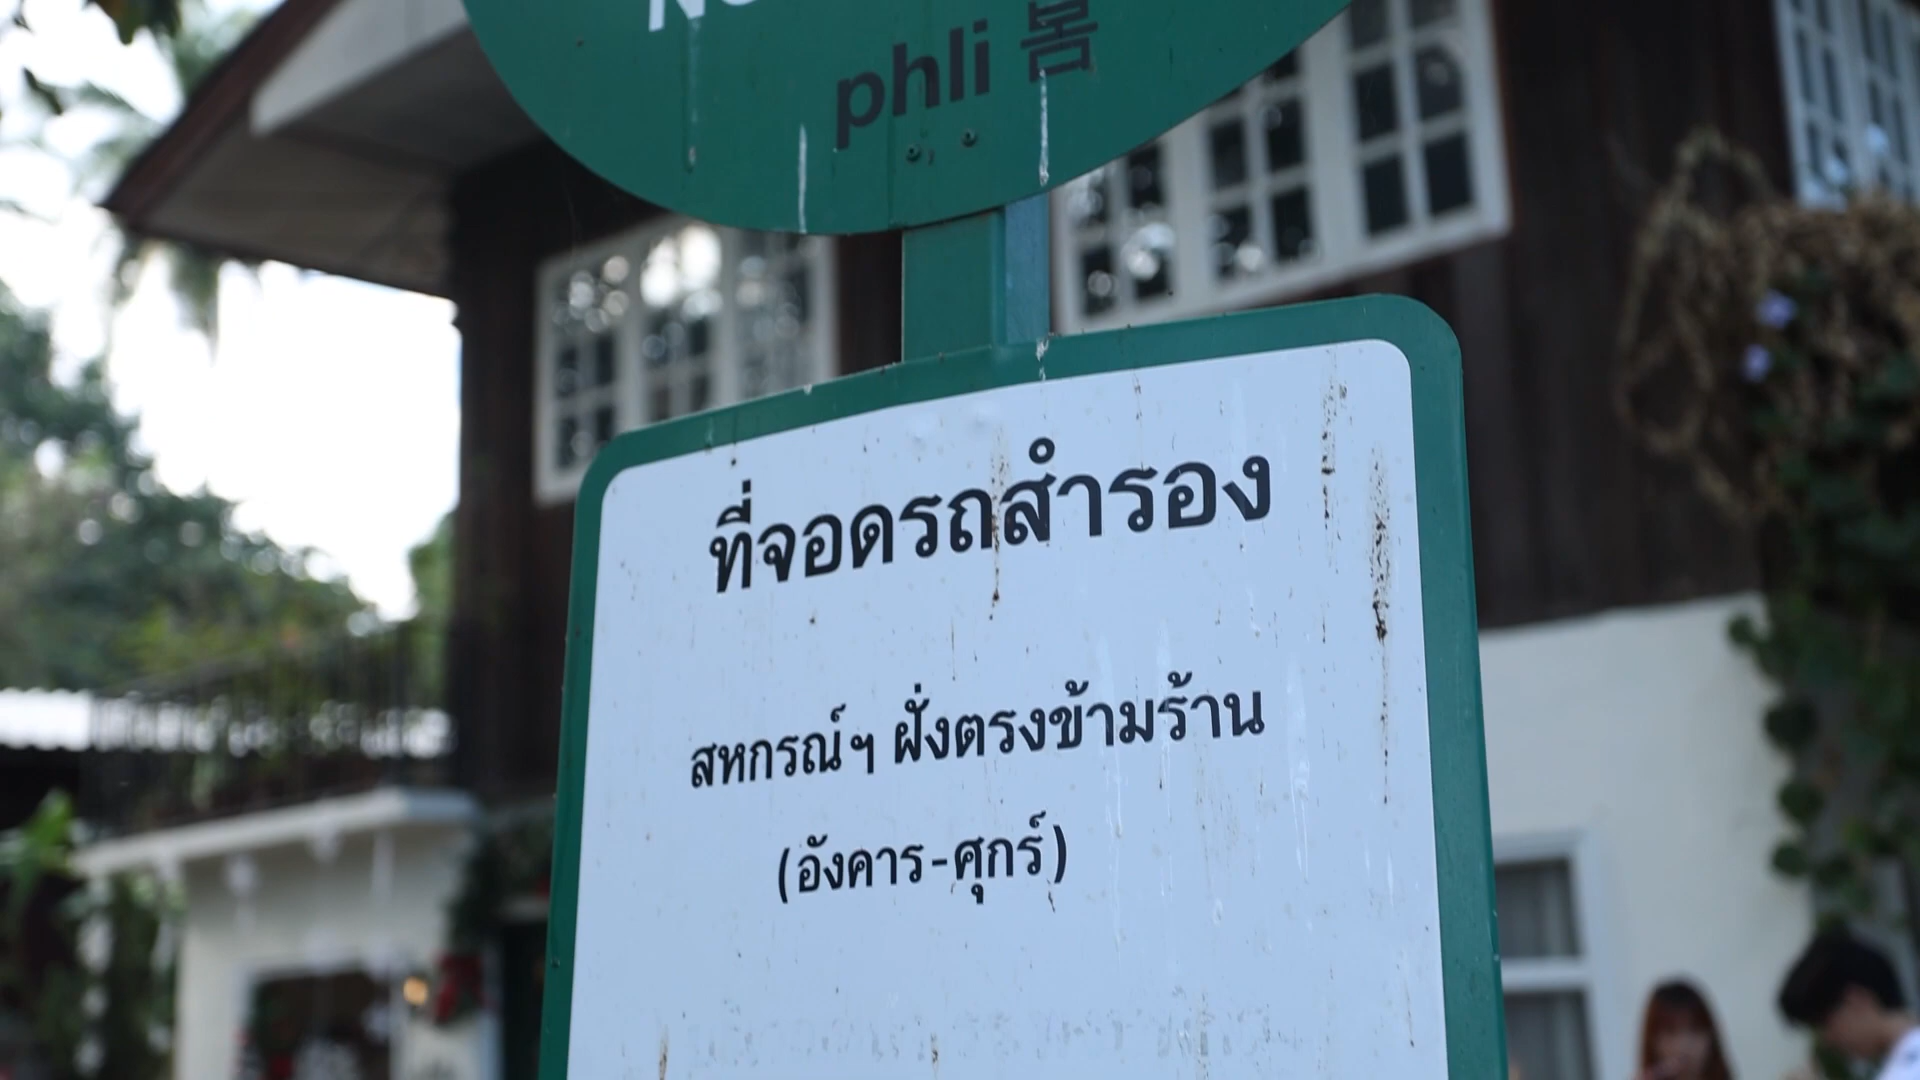 phli 봄
ที่จอดรถสำรอง
สหกรณ์ฯ ฝั่งตรงข้ามร้าน
(อังคาร-ศุกร์)